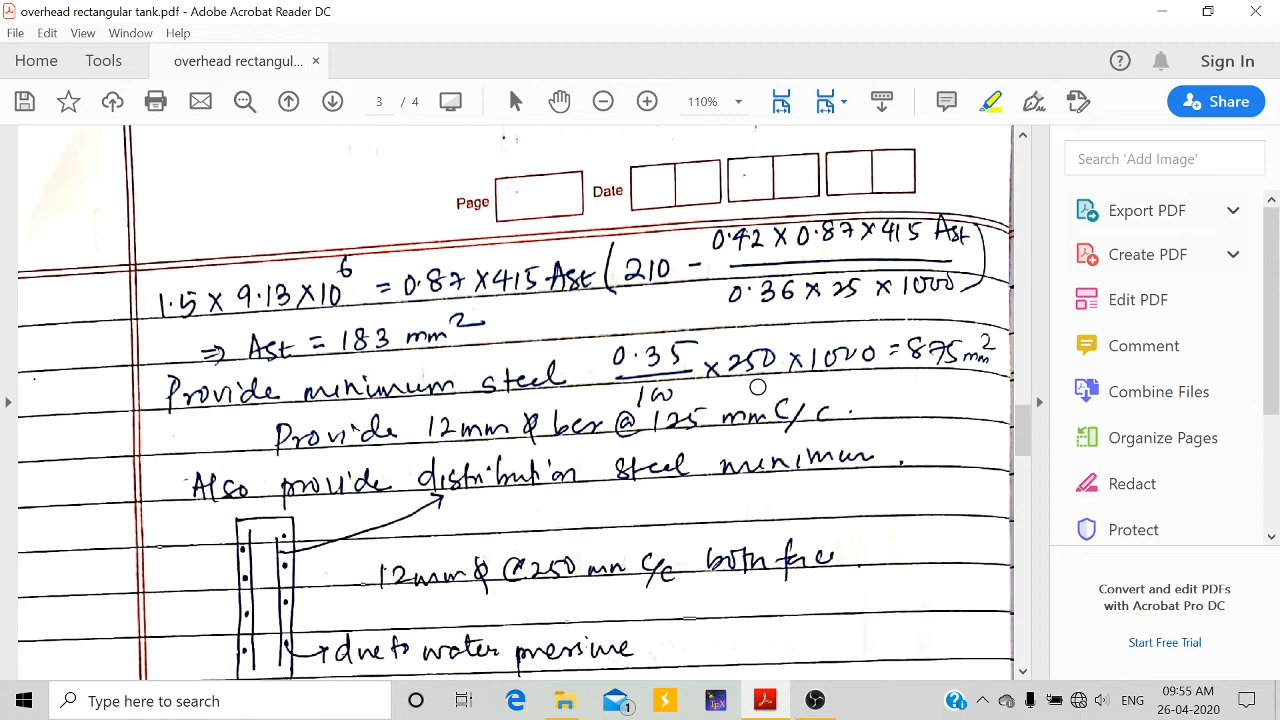 overhead rectangular tank.pdf - Adobe Acrobat Reader DC
File Edit View Window Help
Home Tools overhead rectangul... × Sign In
3 / 4 110% Share
Search 'Add Image'
Export PDF
Create PDF
Edit PDF
Comment
Combine Files
Organize Pages
Redact
Protect
Convert and edit PDFs
with Acrobat Pro DC
Start Free Trial
Page Date
1.5 × 9.13 × 10^6 = 0.87 × 415 Ast (210 - (0.42 × 0.87 × 415 Ast)/(0.36 × 25 × 1000))
⇒ Ast = 183 mm²
Provide minimum steel 0.35/100 × 250 × 1000 = 875 mm²
Provide 12mm ϕ bar @ 125 mm C/C.
Also provide distribution steel minimum.
12mm ϕ @ 250 mm C/C both face.
due to water pressure
Type here to search
1
ENG
09:55 AM
26-04-2020